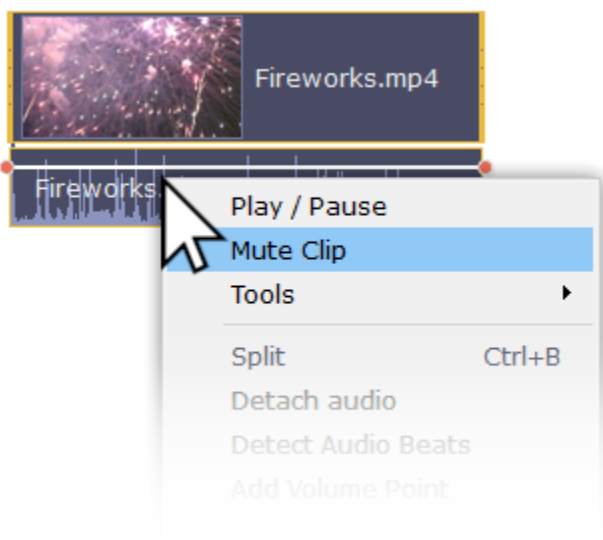 Fireworks.mp4
Fireworks.
Play / Pause
Mute Clip
Tools
Split Ctrl+B
Detach audio
Detect Audio Beats
Add Volume Point